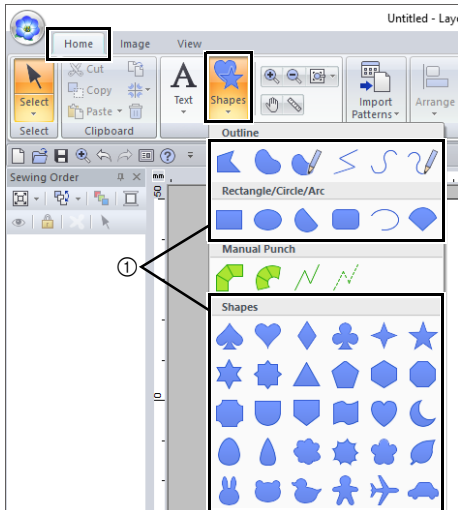 Untitled - Lay
Home Image View
Cut
Copy
Paste
Select
Text
Shapes
Import
Patterns
Arrange
Select
Clipboard
Outline
Sewing Order
mm
50
Rectangle/Circle/Arc
①
Manual Punch
Shapes
0